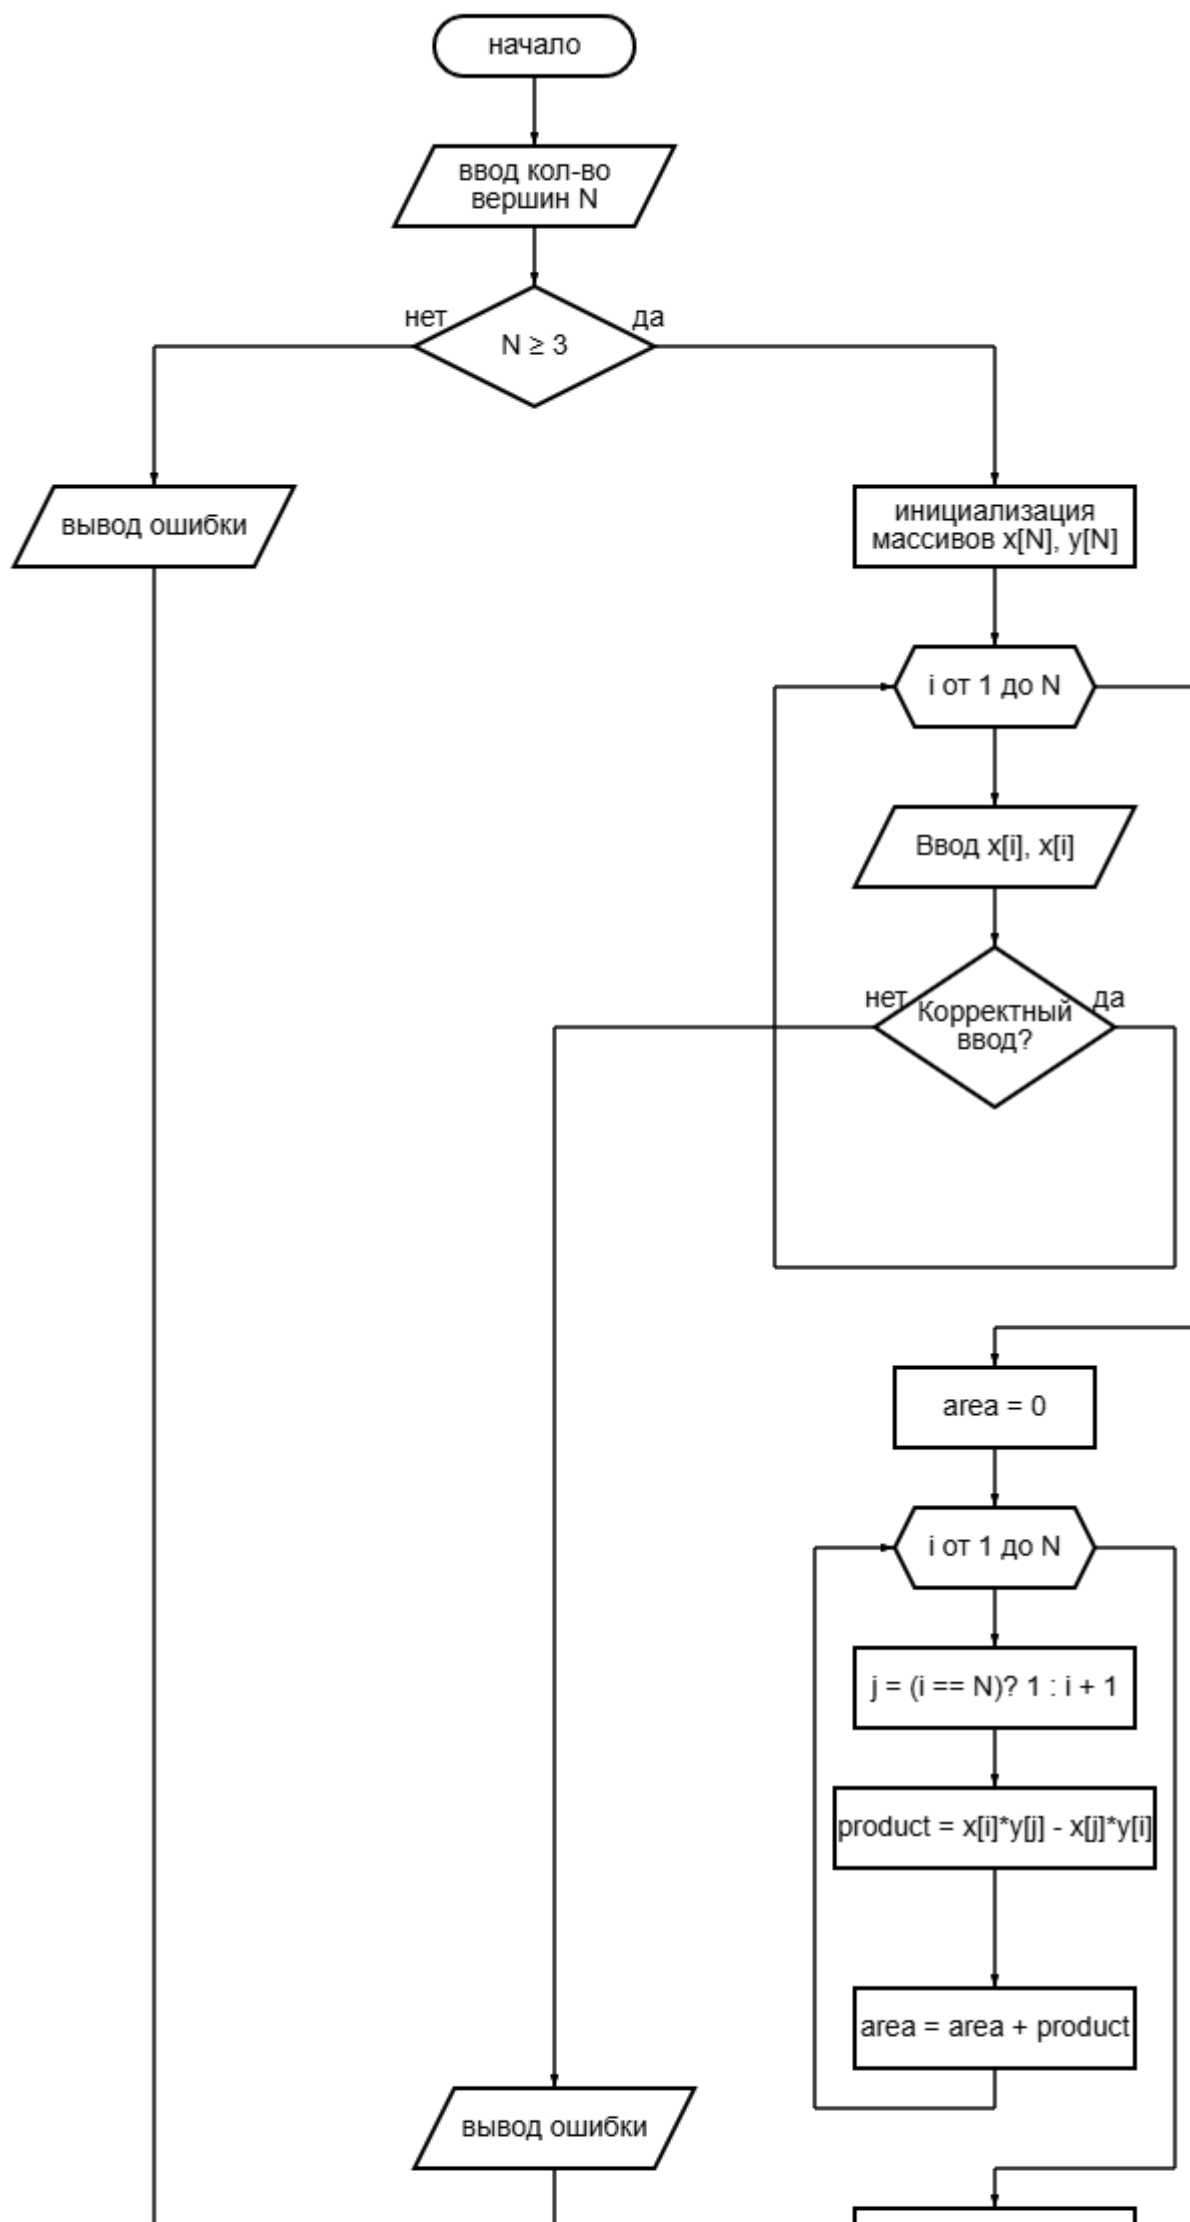 начало
ввод кол-во
вершин N
нет
да
N ≥ 3
вывод ошибки
инициализация
массивов x[N], y[N]
i от 1 до N
Ввод x[i], x[i]
нет
да
Корректный
ввод?
area = 0
i от 1 до N
j = (i == N)? 1 : i + 1
product = x[i]*y[j] - x[j]*y[i]
area = area + product
вывод ошибки